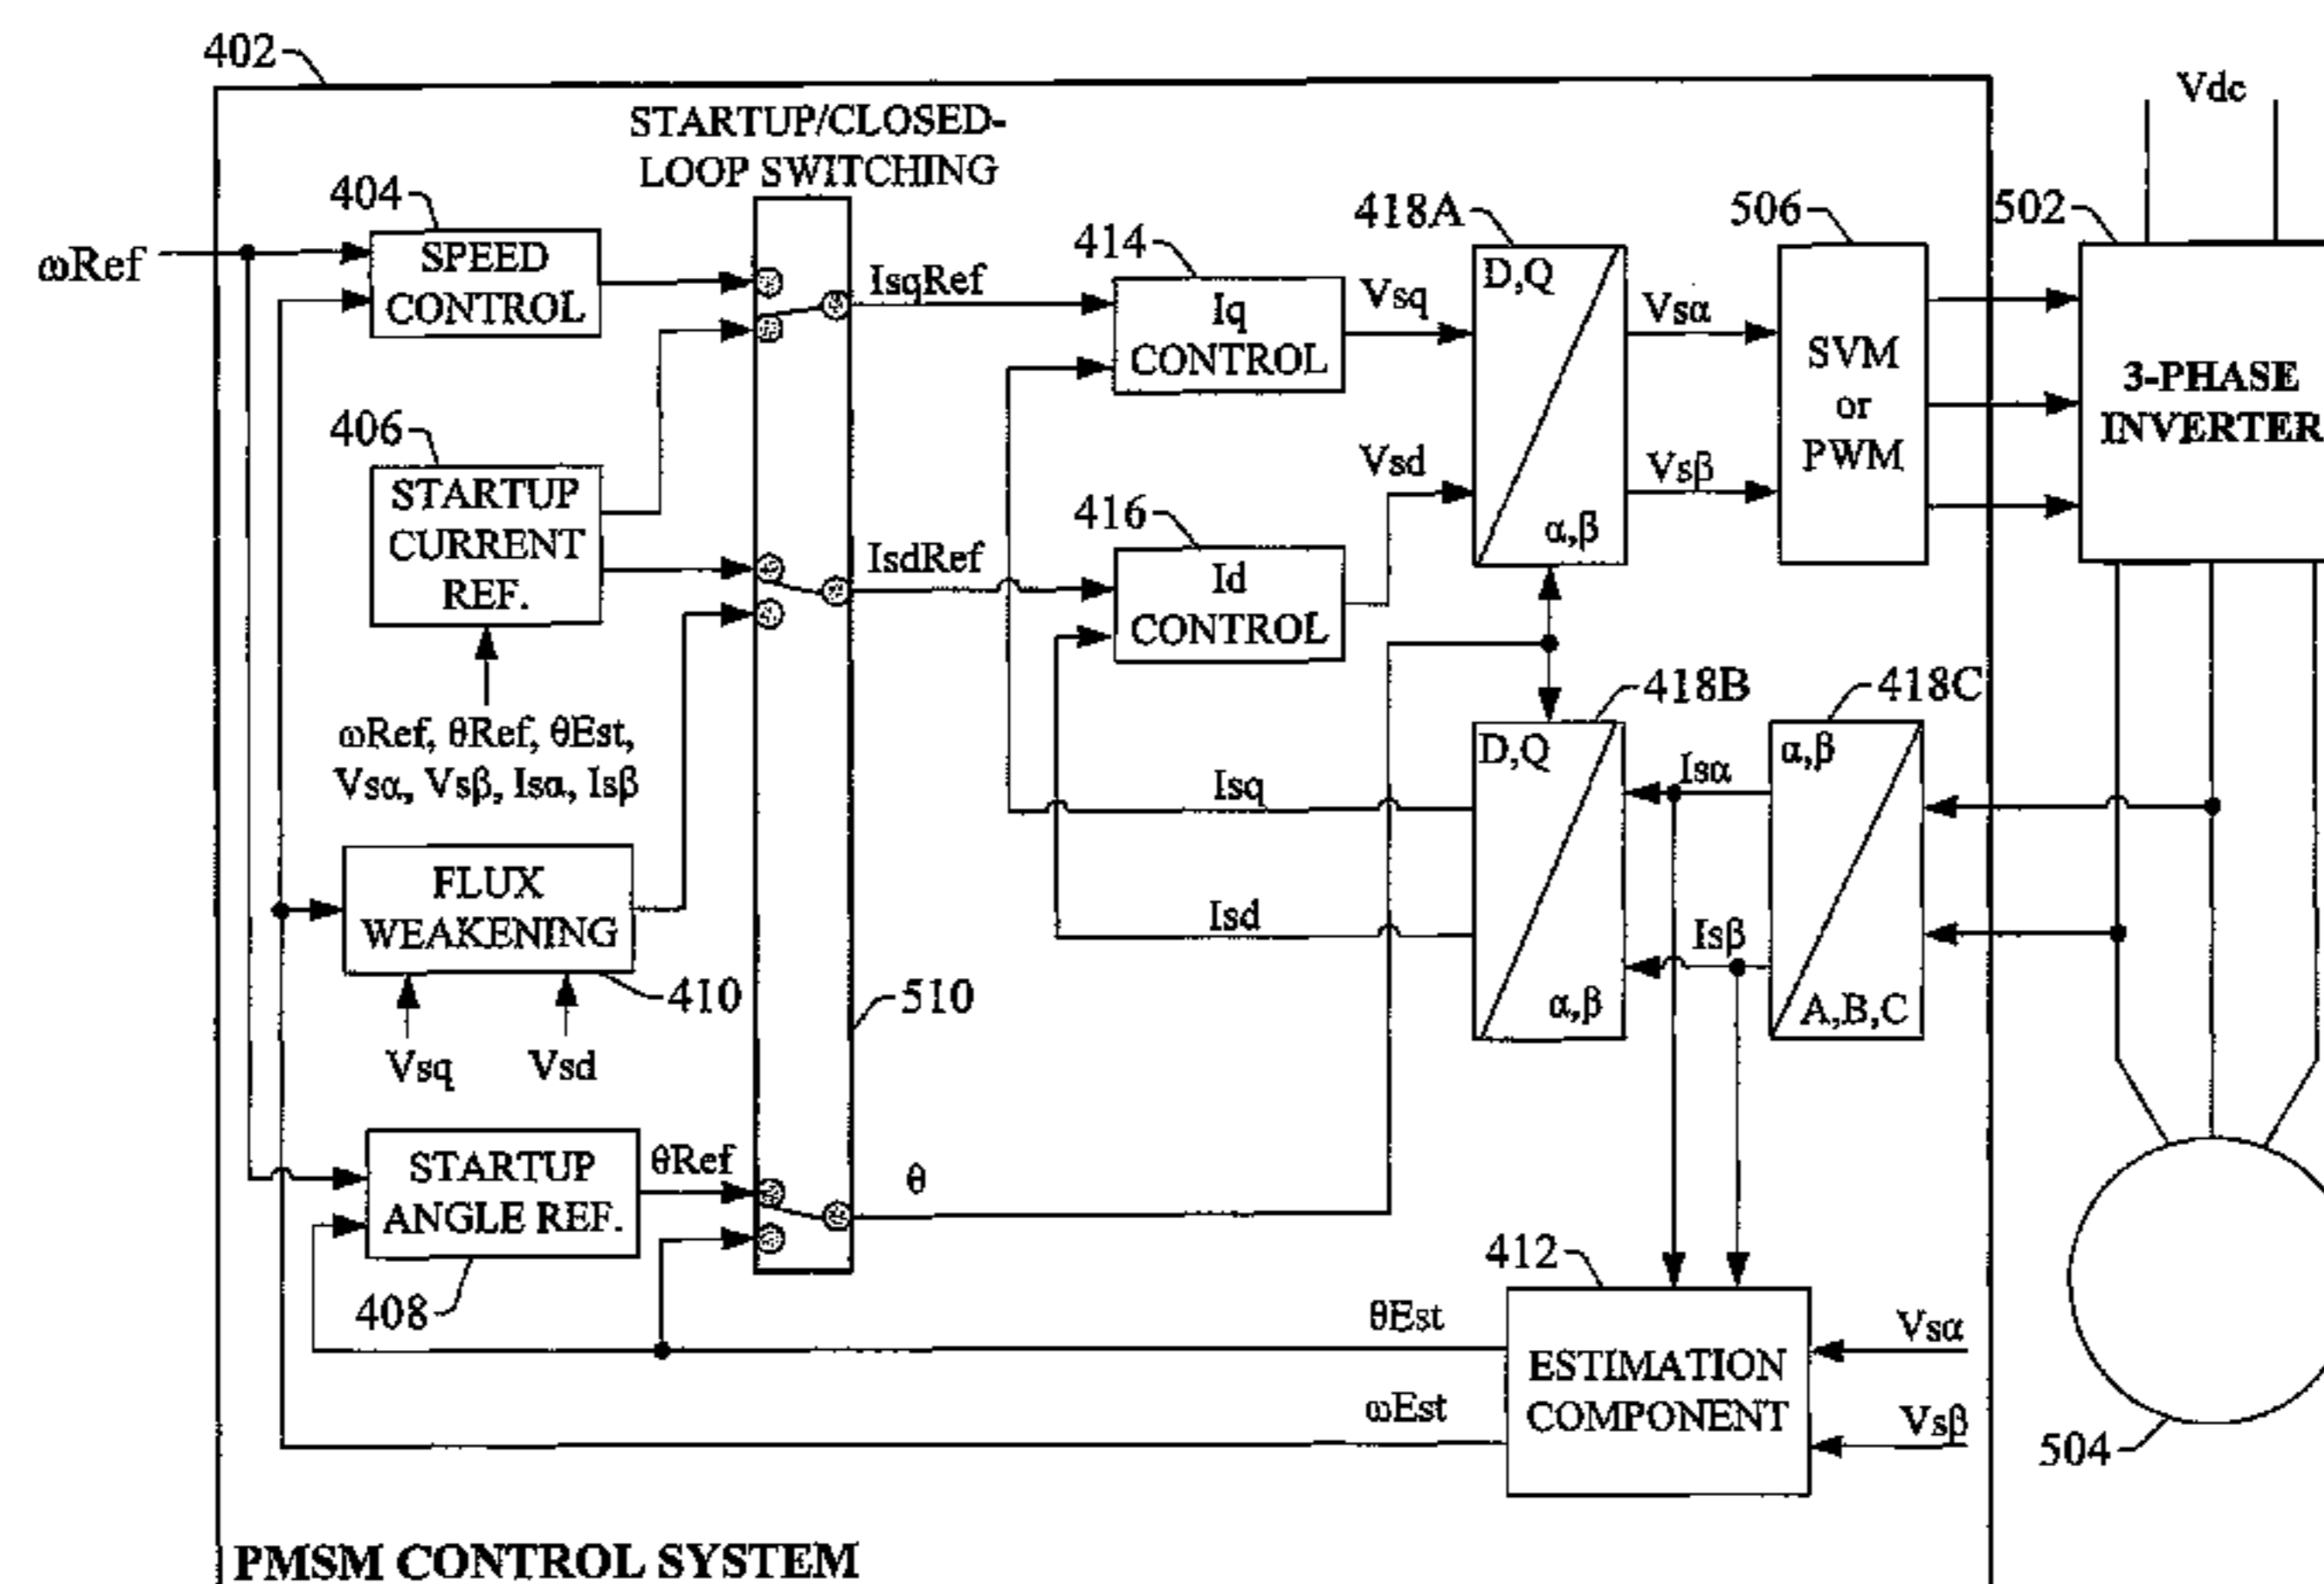 402
Vdc
STARTUP/CLOSED-
LOOP SWITCHING
404
418A
506
502
ωRef
SPEED
CONTROL
414
IsqRef
Iq
CONTROL
Vsq
D,Q
α,β
Vsα
Vsβ
SVM
or
PWM
3-PHASE
INVERTER
406
STARTUP
CURRENT
REF.
IsdRef
416
Id
CONTROL
Vsd
ωRef, θRef, θEst,
Vsα, Vsβ, Isα, Isβ
418B
418C
D,Q
α,β
Isα
Isβ
α,β
A,B,C
Isq
Isd
FLUX
WEAKENING
410
510
Vsq
Vsd
STARTUP
ANGLE REF.
θRef
θ
408
412
θEst
ωEst
ESTIMATION
COMPONENT
Vsα
Vsβ
504
PMSM CONTROL SYSTEM